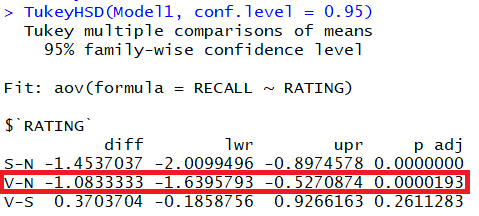 > TukeyHSD(Model1, conf.level = 0.95)
Tukey multiple comparisons of means
95% family-wise confidence level
Fit: aov(formula = RECALL ~ RATING)
$`RATING`
diff lwr upr p adj
S-N -1.4537037 -2.0099496 -0.8974578 0.0000000
V-N -1.0833333 -1.6395793 -0.5270874 0.0000193
V-S 0.3703704 -0.1858756 0.9266163 0.2611283